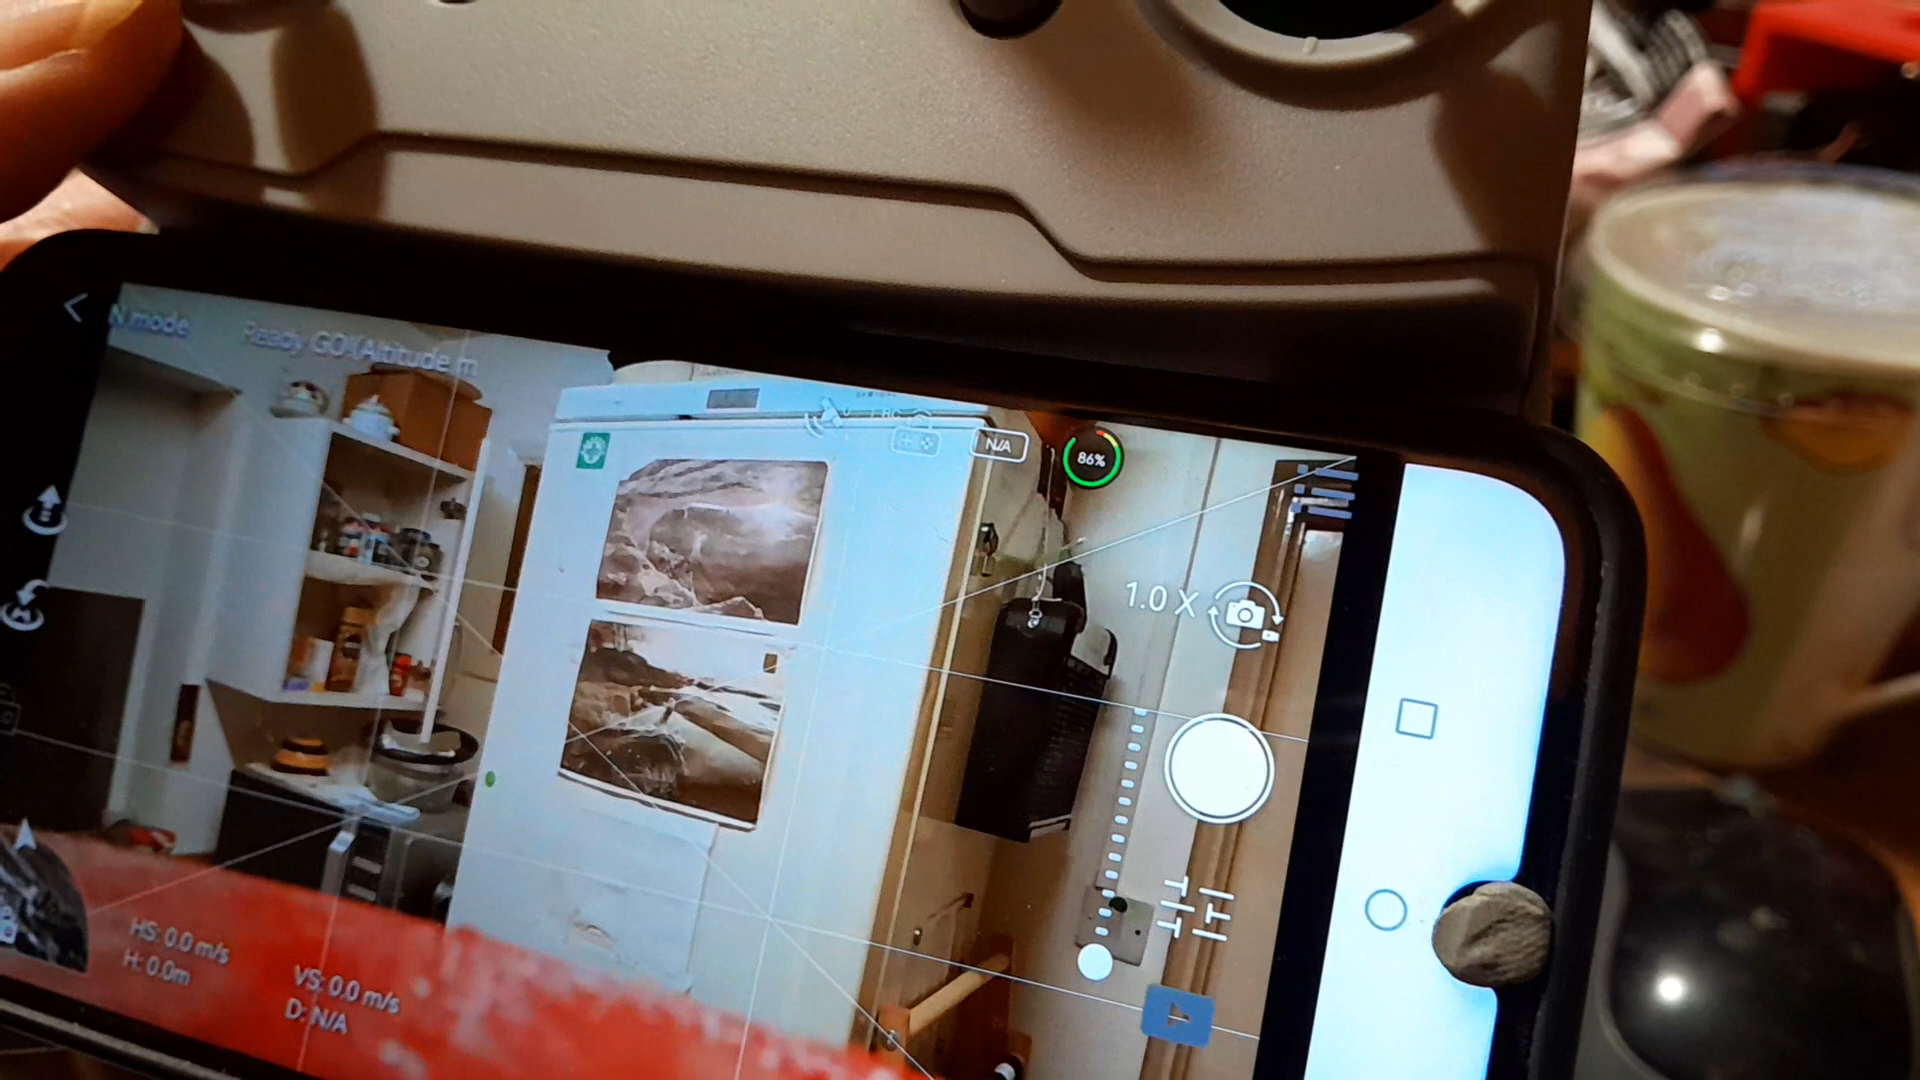 N mode
Ready GO!(Altitude m
N/A
86%
1.0 X
HS: 0.0 m/s
VS: 0.0 m/s
H: 0.0m
D: N/A